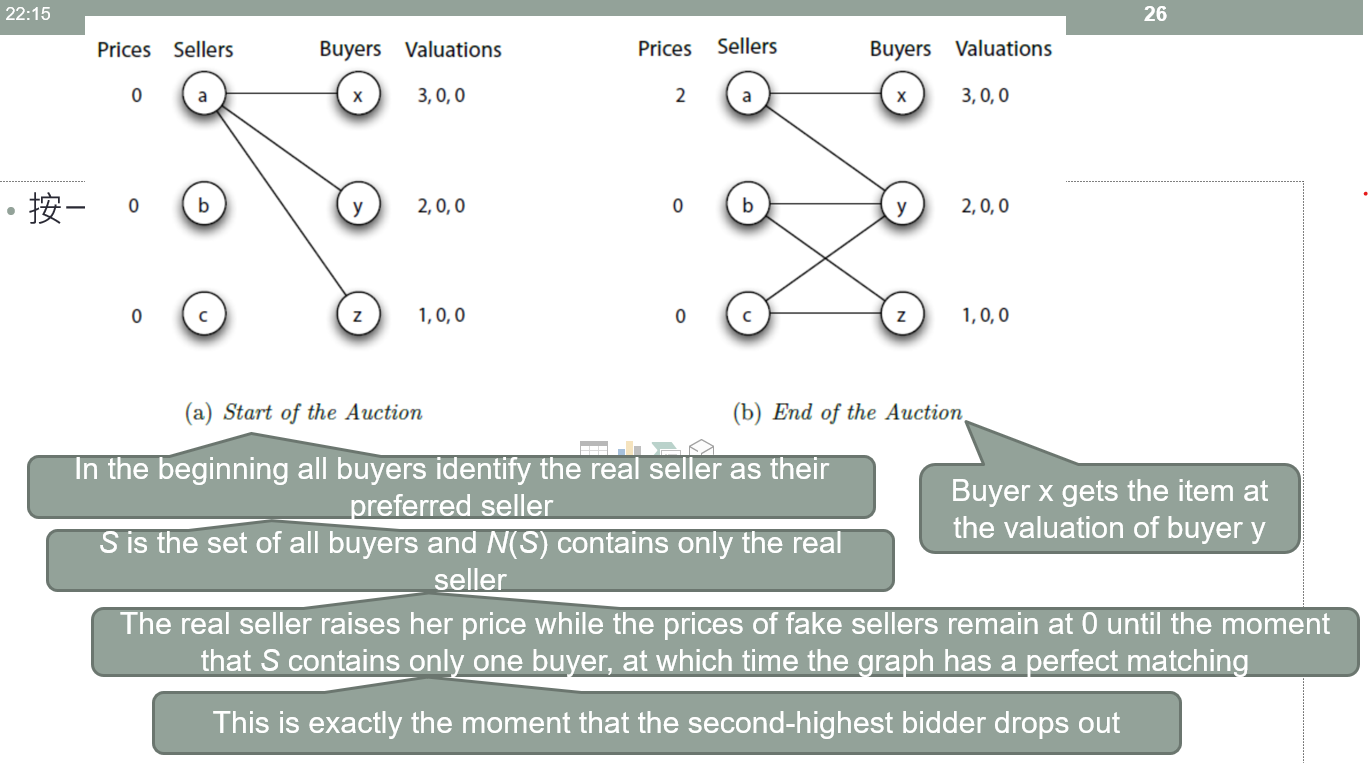 22:15
26
Prices Sellers Buyers Valuations
0 a x 3, 0, 0
0 b y 2, 0, 0
0 c z 1, 0, 0
(a) Start of the Auction
Prices Sellers Buyers Valuations
2 a x 3, 0, 0
0 b y 2, 0, 0
0 c z 1, 0, 0
(b) End of the Auction
• 按一
In the beginning all buyers identify the real seller as their
preferred seller
S is the set of all buyers and N(S) contains only the real
seller
The real seller raises her price while the prices of fake sellers remain at 0 until the moment
that S contains only one buyer, at which time the graph has a perfect matching
This is exactly the moment that the second-highest bidder drops out
Buyer x gets the item at
the valuation of buyer y